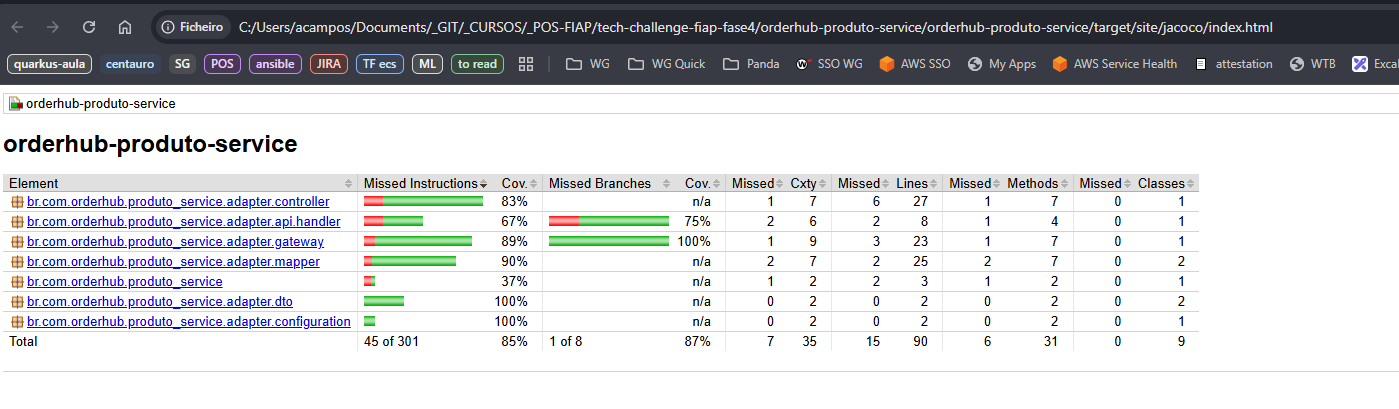 Ficheiro C:/Users/acampos/Documents/_GIT/_CURSOS/_POS-FIAP/tech-challenge-fiap-fase4/orderhub-produto-service/orderhub-produto-service/target/site/jacoco/index.html
quarkus-aula centauro SG POS ansible JIRA TF ecs ML to read WG WG Quick Panda SSO WG AWS SSO My Apps AWS Service Health attestation WTB Excal
orderhub-produto-service
orderhub-produto-service
Element Missed Instructions Cov. Missed Branches Cov. Missed Cxty Missed Lines Missed Methods Missed Classes
br.com.orderhub.produto_service.adapter.controller 83% n/a 1 7 6 27 1 7 0 1
br.com.orderhub.produto_service.adapter.api.handler 67% 75% 2 6 2 8 1 4 0 1
br.com.orderhub.produto_service.adapter.gateway 89% 100% 1 9 3 23 1 7 0 1
br.com.orderhub.produto_service.adapter.mapper 90% n/a 2 7 2 25 2 7 0 2
br.com.orderhub.produto_service 37% n/a 1 2 2 3 1 2 0 1
br.com.orderhub.produto_service.adapter.dto 100% n/a 0 2 0 2 0 2 0 2
br.com.orderhub.produto_service.adapter.configuration 100% n/a 0 2 0 2 0 2 0 1
Total 45 of 301 85% 1 of 8 87% 7 35 15 90 6 31 0 9